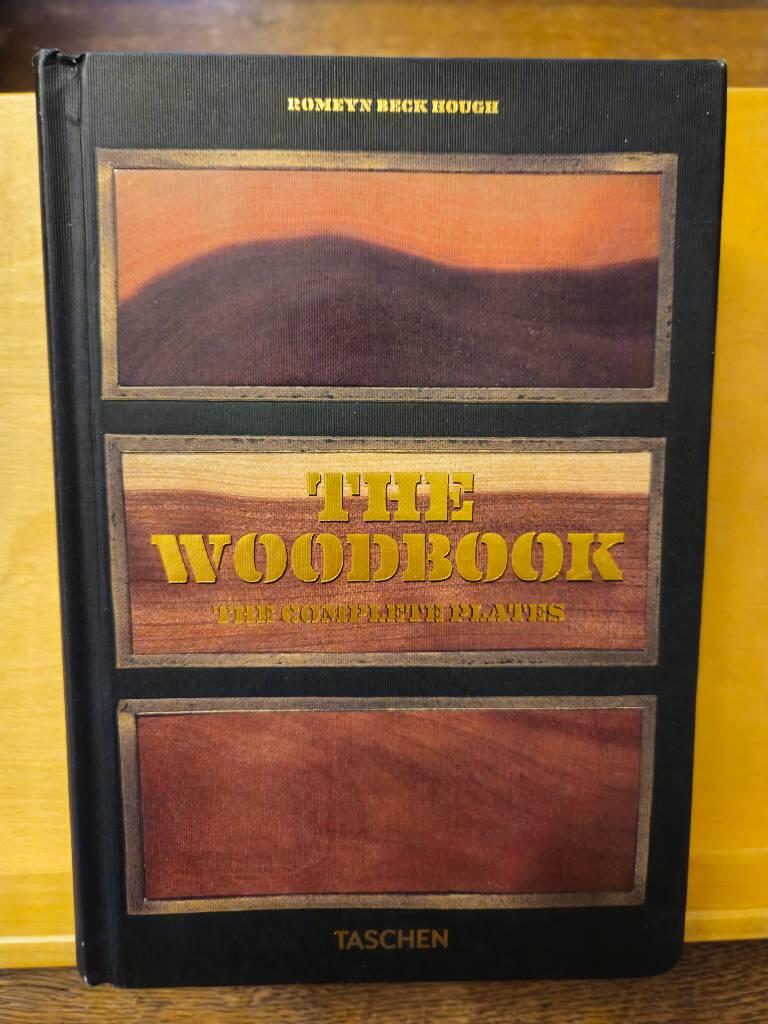 ROMEYN BECK HOUGH
THE
WOODBOOK
THE COMPLETE PLATES
TASCHEN